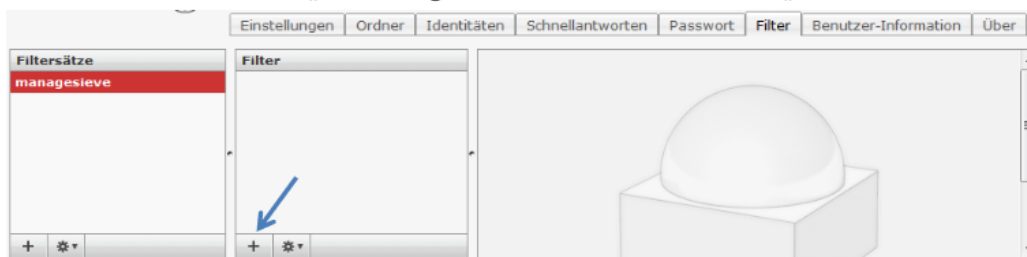 Einstellungen Ordner Identitäten Schnellantworten Passwort Filter Benutzer-Information Über
Filtersätze
managesieve
Filter